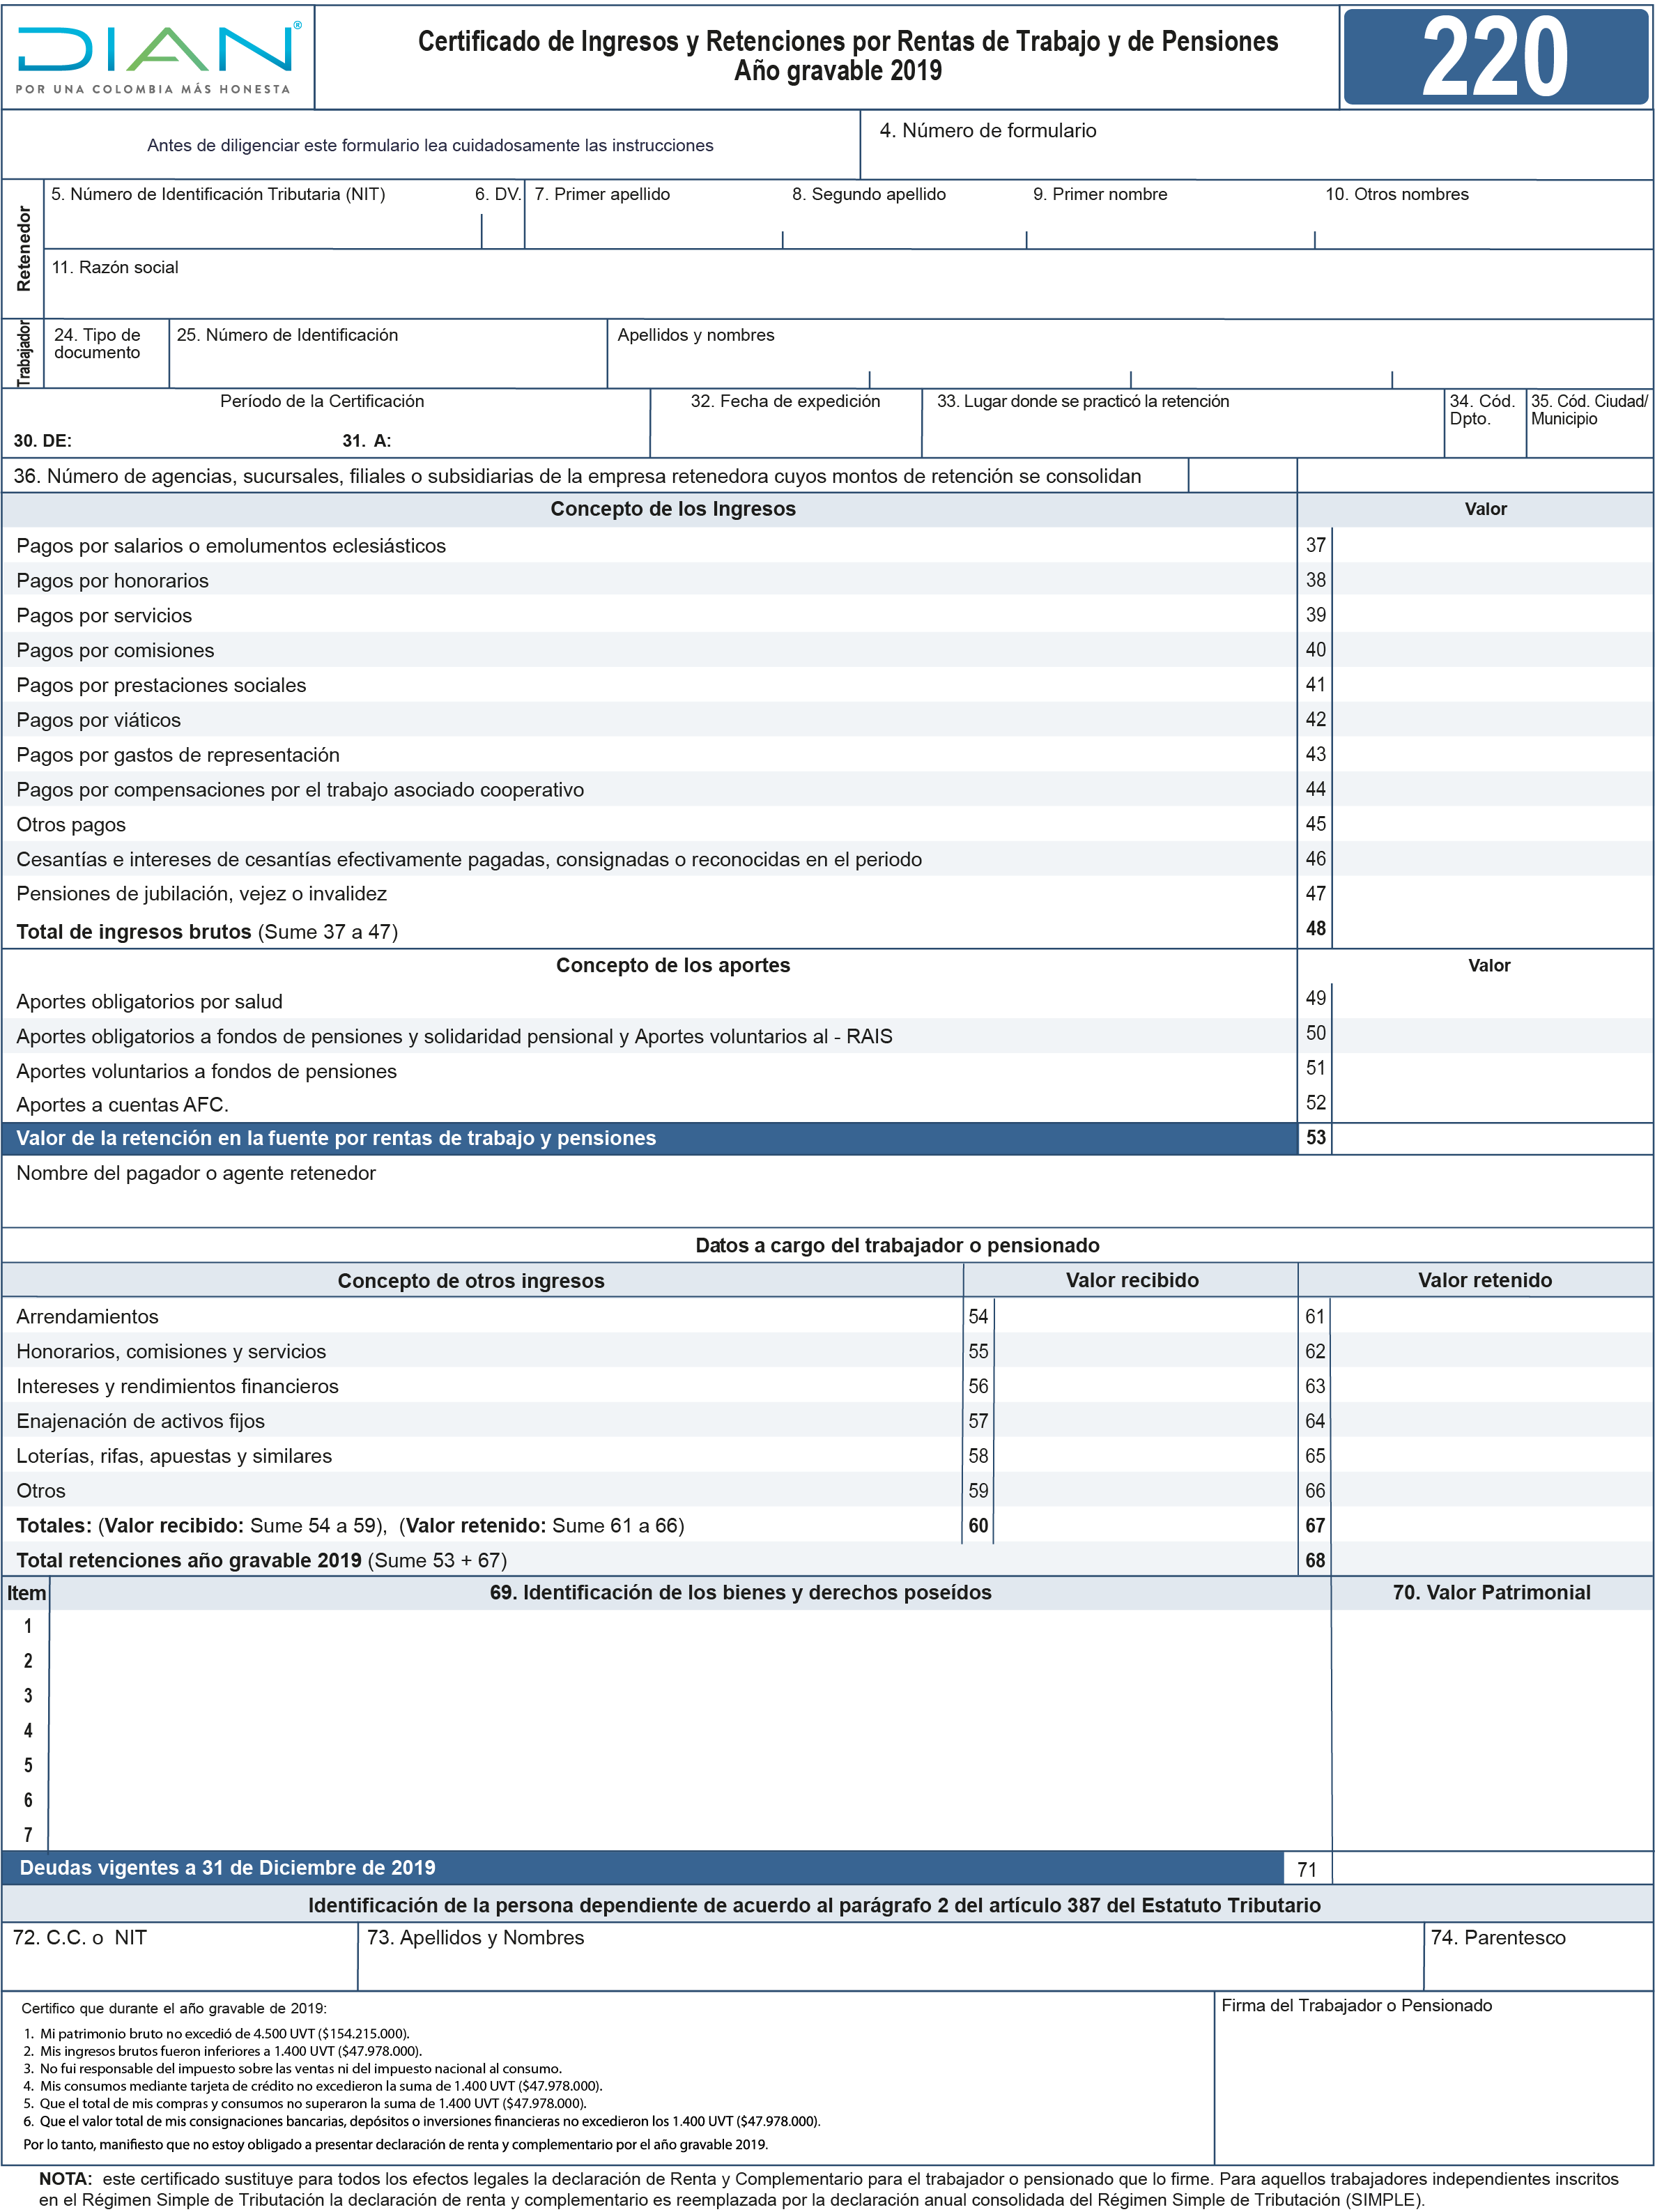 DIAN®
POR UNA COLOMBIA MÁS HONESTA
Certificado de Ingresos y Retenciones por Rentas de Trabajo y de Pensiones
Año gravable 2019
220
Antes de diligenciar este formulario lea cuidadosamente las instrucciones
4. Número de formulario
Retenedor
5. Número de Identificación Tributaria (NIT) 6. DV. 7. Primer apellido 8. Segundo apellido 9. Primer nombre 10. Otros nombres
11. Razón social
Trabajador
24. Tipo de documento 25. Número de Identificación Apellidos y nombres
Período de la Certificación
30. DE: 31. A:
32. Fecha de expedición
33. Lugar donde se practicó la retención
34. Cód. Dpto.
35. Cód. Ciudad/ Municipio
36. Número de agencias, sucursales, filiales o subsidiarias de la empresa retenedora cuyos montos de retención se consolidan
Concepto de los Ingresos Valor
Pagos por salarios o emolumentos eclesiásticos 37
Pagos por honorarios 38
Pagos por servicios 39
Pagos por comisiones 40
Pagos por prestaciones sociales 41
Pagos por viáticos 42
Pagos por gastos de representación 43
Pagos por compensaciones por el trabajo asociado cooperativo 44
Otros pagos 45
Cesantías e intereses de cesantías efectivamente pagadas, consignadas o reconocidas en el periodo 46
Pensiones de jubilación, vejez o invalidez 47
Total de ingresos brutos (Sume 37 a 47) 48
Concepto de los aportes Valor
Aportes obligatorios por salud 49
Aportes obligatorios a fondos de pensiones y solidaridad pensional y Aportes voluntarios al - RAIS 50
Aportes voluntarios a fondos de pensiones 51
Aportes a cuentas AFC. 52
Valor de la retención en la fuente por rentas de trabajo y pensiones 53
Nombre del pagador o agente retenedor
Datos a cargo del trabajador o pensionado
Concepto de otros ingresos Valor recibido Valor retenido
Arrendamientos 54 61
Honorarios, comisiones y servicios 55 62
Intereses y rendimientos financieros 56 63
Enajenación de activos fijos 57 64
Loterías, rifas, apuestas y similares 58 65
Otros 59 66
Totales: (Valor recibido: Sume 54 a 59), (Valor retenido: Sume 61 a 66) 60 67
Total retenciones año gravable 2019 (Sume 53 + 67) 68
Item 69. Identificación de los bienes y derechos poseídos 70. Valor Patrimonial
1
2
3
4
5
6
7
Deudas vigentes a 31 de Diciembre de 2019 71
Identificación de la persona dependiente de acuerdo al parágrafo 2 del artículo 387 del Estatuto Tributario
72. C.C. o NIT 73. Apellidos y Nombres 74. Parentesco
Certifico que durante el año gravable de 2019:
1. Mi patrimonio bruto no excedió de 4.500 UVT ($154.215.000).
2. Mis ingresos brutos fueron inferiores a 1.400 UVT ($47.978.000).
3. No fui responsable del impuesto sobre las ventas ni del impuesto nacional al consumo.
4. Mis consumos mediante tarjeta de crédito no excedieron la suma de 1.400 UVT ($47.978.000).
5. Que el total de mis compras y consumos no superaron la suma de 1.400 UVT ($47.978.000).
6. Que el valor total de mis consignaciones bancarias, depósitos o inversiones financieras no excedieron los 1.400 UVT ($47.978.000).
Por lo tanto, manifiesto que no estoy obligado a presentar declaración de renta y complementario por el año gravable 2019.
Firma del Trabajador o Pensionado
NOTA: este certificado sustituye para todos los efectos legales la declaración de Renta y Complementario para el trabajador o pensionado que lo firme. Para aquellos trabajadores independientes inscritos
en el Régimen Simple de Tributación la declaración de renta y complementario es reemplazada por la declaración anual consolidada del Régimen Simple de Tributación (SIMPLE).